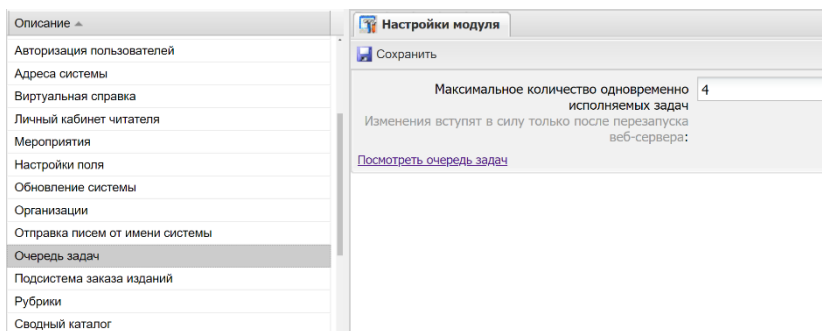 Описание
Авторизация пользователей
Адреса системы
Виртуальная справка
Личный кабинет читателя
Мероприятия
Настройки поля
Обновление системы
Организации
Отправка писем от имени системы
Очередь задач
Подсистема заказа изданий
Рубрики
Сводный каталог
Настройки модуля
Сохранить
Максимальное количество одновременно
исполняемых задач
4
Изменения вступят в силу только после перезапуска
веб-сервера:
Посмотреть очередь задач